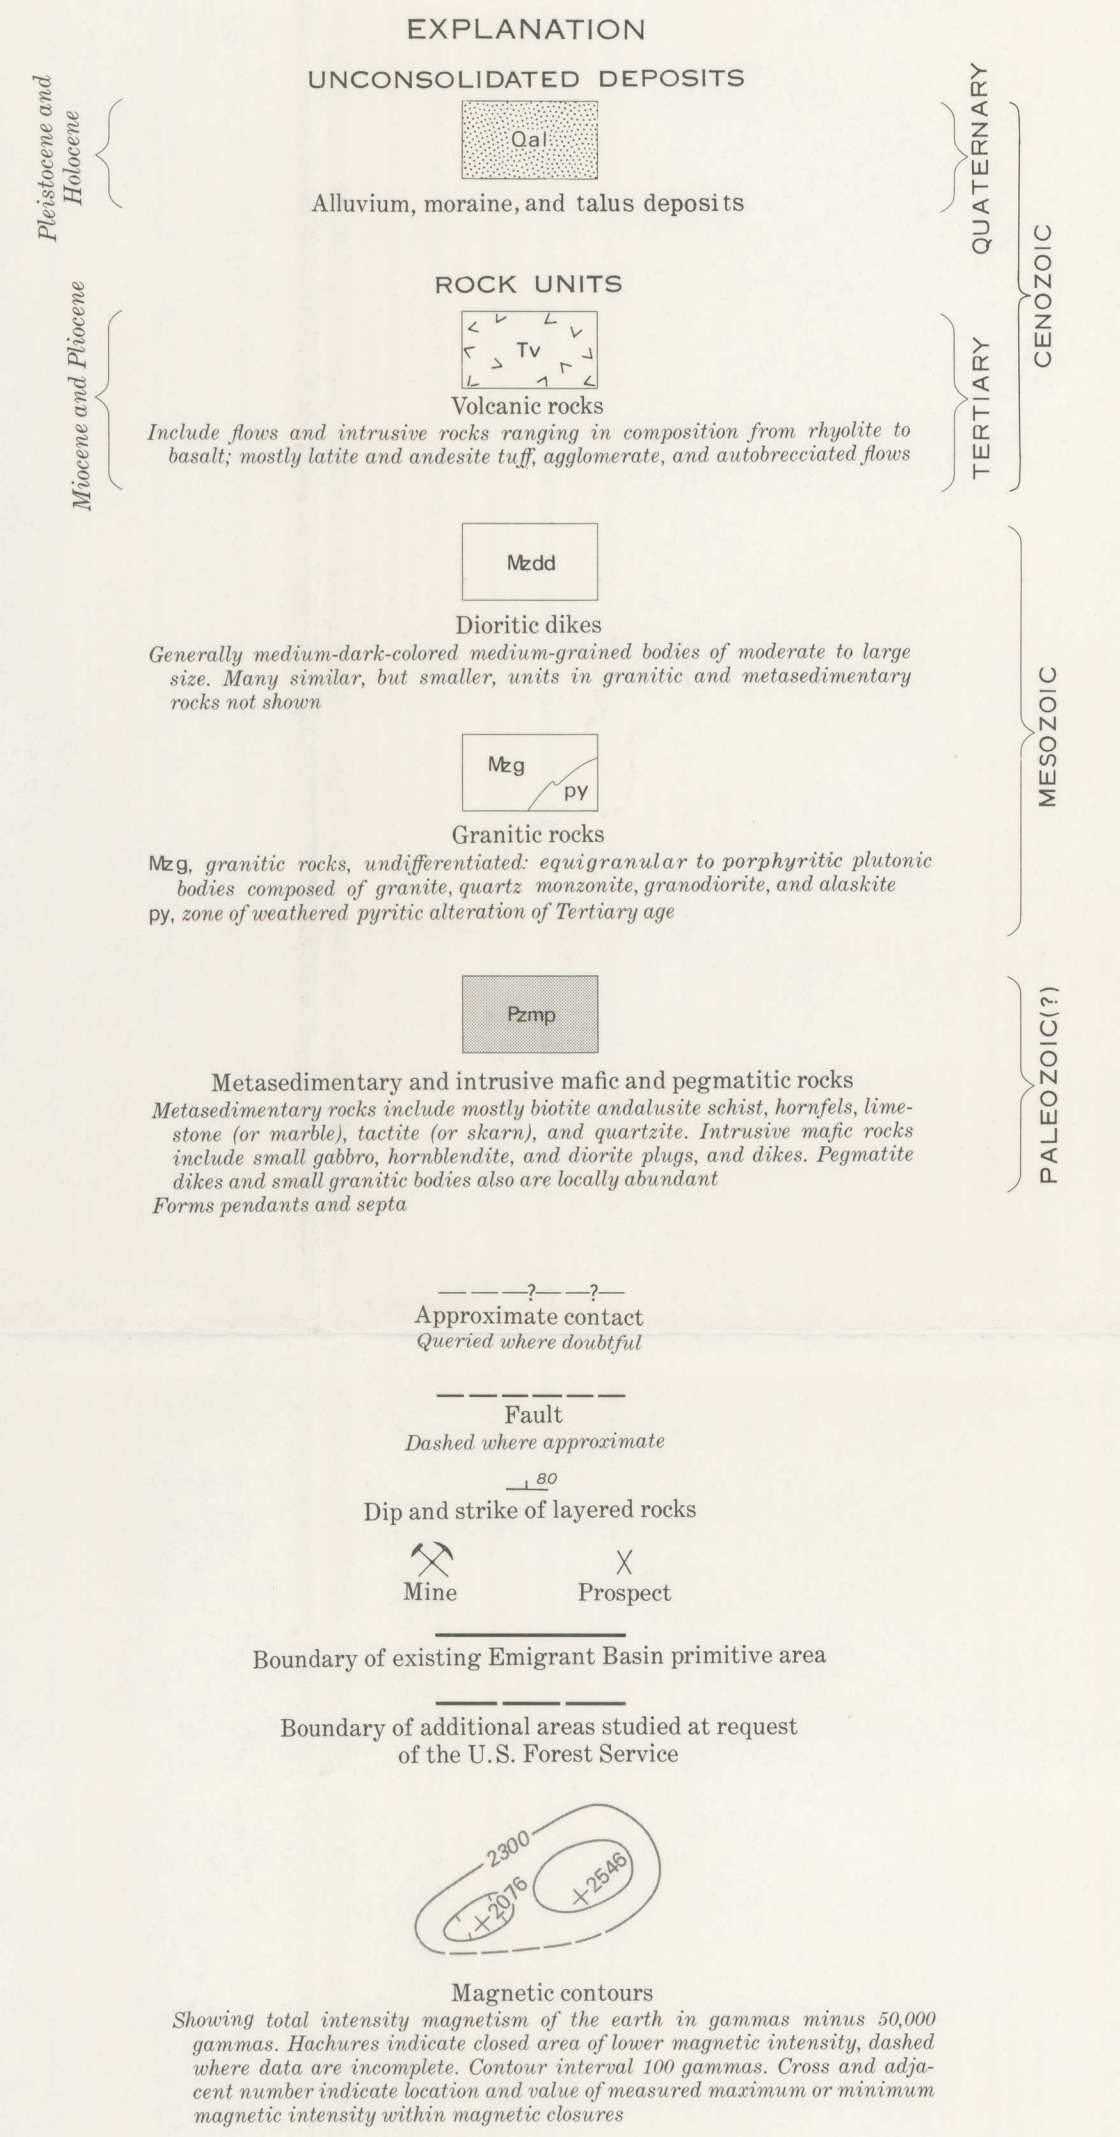 EXPLANATION
UNCONSOLIDATED DEPOSITS
Pleistocene and
Holocene
Qal
Alluvium, moraine, and talus deposits
QUATERNARY
CENOZOIC
ROCK UNITS
Miocene and Pliocene
Tv
Volcanic rocks
Include flows and intrusive rocks ranging in composition from rhyolite to
basalt; mostly latite and andesite tuff, agglomerate, and autobrecciated flows
TERTIARY
Mzdd
Dioritic dikes
Generally medium-dark-colored medium-grained bodies of moderate to large
size. Many similar, but smaller, units in granitic and metasedimentary
rocks not shown
MESOZOIC
Mzg
py
Granitic rocks
Mzg, granitic rocks, undifferentiated: equigranular to porphyritic plutonic
bodies composed of granite, quartz monzonite, granodiorite, and alaskite
py, zone of weathered pyritic alteration of Tertiary age
Pzmp
Metasedimentary and intrusive mafic and pegmatitic rocks
Metasedimentary rocks include mostly biotite andalusite schist, hornfels, lime-
stone (or marble), tactite (or skarn), and quartzite. Intrusive mafic rocks
include small gabbro, hornblendite, and diorite plugs, and dikes. Pegmatite
dikes and small granitic bodies also are locally abundant
Forms pendants and septa
PALEOZOIC(?)
? ?
Approximate contact
Queried where doubtful
Fault
Dashed where approximate
80
Dip and strike of layered rocks
Mine
Prospect
Boundary of existing Emigrant Basin primitive area
Boundary of additional areas studied at request
of the U.S. Forest Service
2300
+2546
+2076
Magnetic contours
Showing total intensity magnetism of the earth in gammas minus 50,000
gammas. Hachures indicate closed area of lower magnetic intensity, dashed
where data are incomplete. Contour interval 100 gammas. Cross and adja-
cent number indicate location and value of measured maximum or minimum
magnetic intensity within magnetic closures